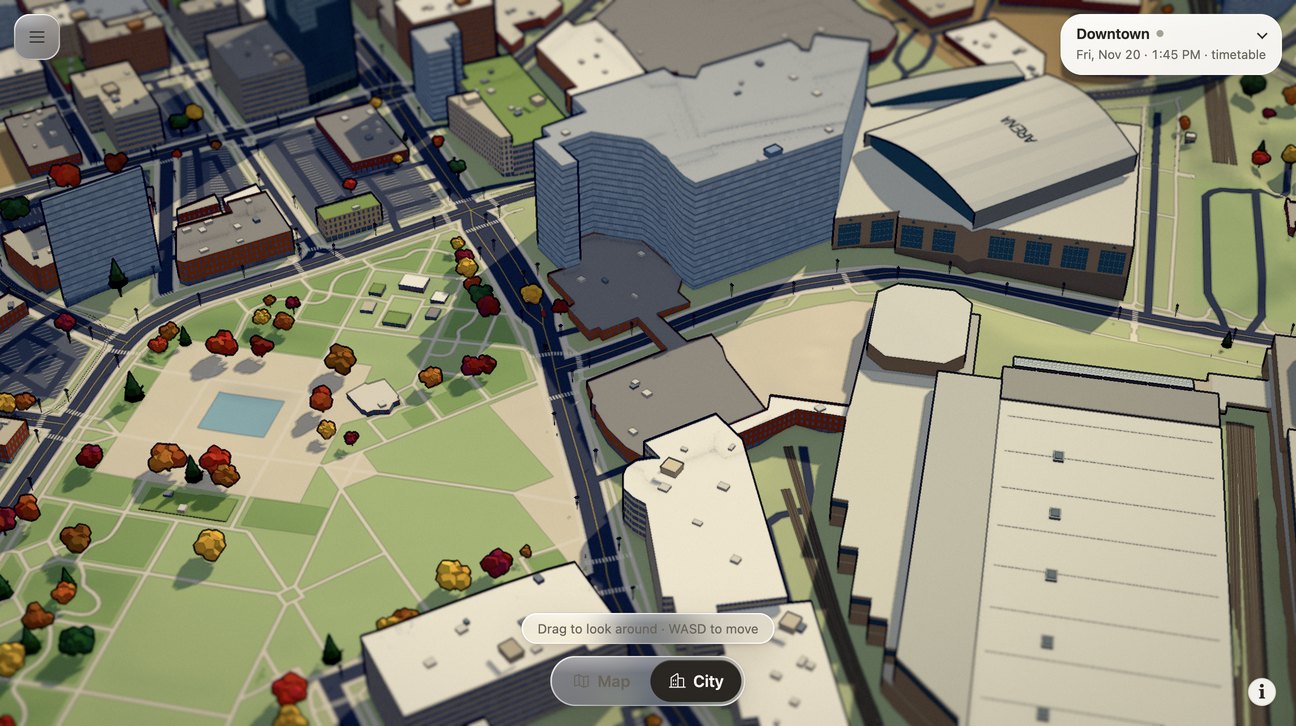 Downtown
Fri, Nov 20 · 1:45 PM · timetable
ARENA
Drag to look around · WASD to move
Map
City
i